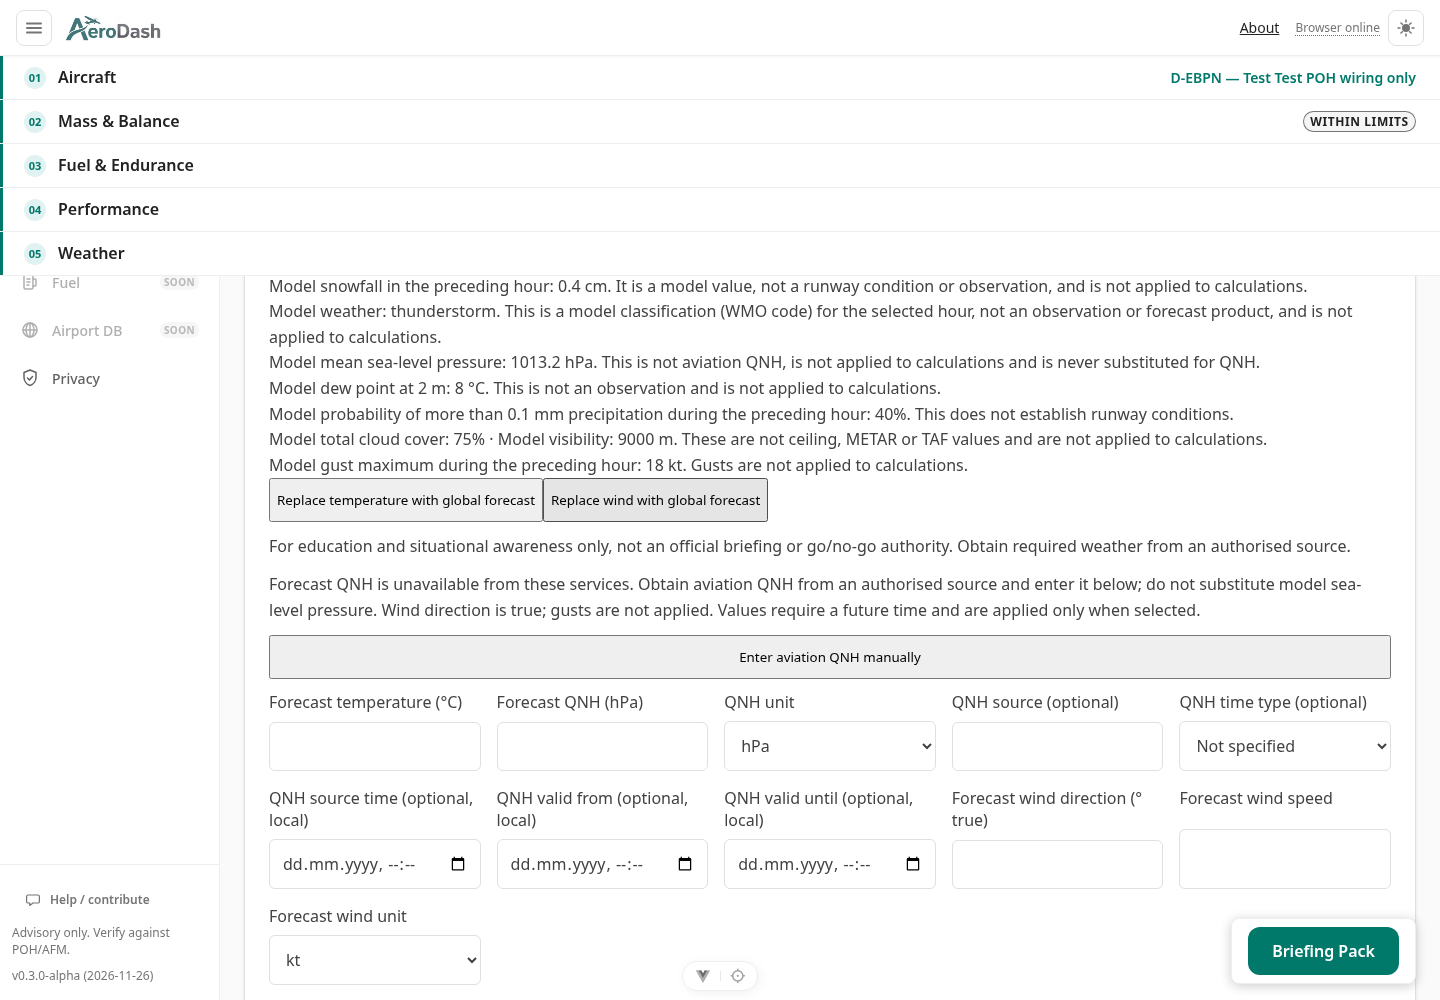 AeroDash
About
Browser online
01 Aircraft
D-EBPN — Test Test POH wiring only
02 Mass & Balance
WITHIN LIMITS
03 Fuel & Endurance
04 Performance
05 Weather
Fuel SOON
Airport DB SOON
Privacy
Model snowfall in the preceding hour: 0.4 cm. It is a model value, not a runway condition or observation, and is not applied to calculations.
Model weather: thunderstorm. This is a model classification (WMO code) for the selected hour, not an observation or forecast product, and is not
applied to calculations.
Model mean sea-level pressure: 1013.2 hPa. This is not aviation QNH, is not applied to calculations and is never substituted for QNH.
Model dew point at 2 m: 8 °C. This is not an observation and is not applied to calculations.
Model probability of more than 0.1 mm precipitation during the preceding hour: 40%. This does not establish runway conditions.
Model total cloud cover: 75% · Model visibility: 9000 m. These are not ceiling, METAR or TAF values and are not applied to calculations.
Model gust maximum during the preceding hour: 18 kt. Gusts are not applied to calculations.
Replace temperature with global forecast
Replace wind with global forecast
For education and situational awareness only, not an official briefing or go/no-go authority. Obtain required weather from an authorised source.
Forecast QNH is unavailable from these services. Obtain aviation QNH from an authorised source and enter it below; do not substitute model sea-
level pressure. Wind direction is true; gusts are not applied. Values require a future time and are applied only when selected.
Enter aviation QNH manually
Forecast temperature (°C)
Forecast QNH (hPa)
QNH unit
hPa
QNH source (optional)
QNH time type (optional)
Not specified
QNH source time (optional,
local)
dd.mm.yyyy, --:--
QNH valid from (optional,
local)
dd.mm.yyyy, --:--
QNH valid until (optional,
local)
dd.mm.yyyy, --:--
Forecast wind direction (°
true)
Forecast wind speed
Forecast wind unit
kt
Help / contribute
Advisory only. Verify against
POH/AFM.
v0.3.0-alpha (2026-11-26)
Briefing Pack